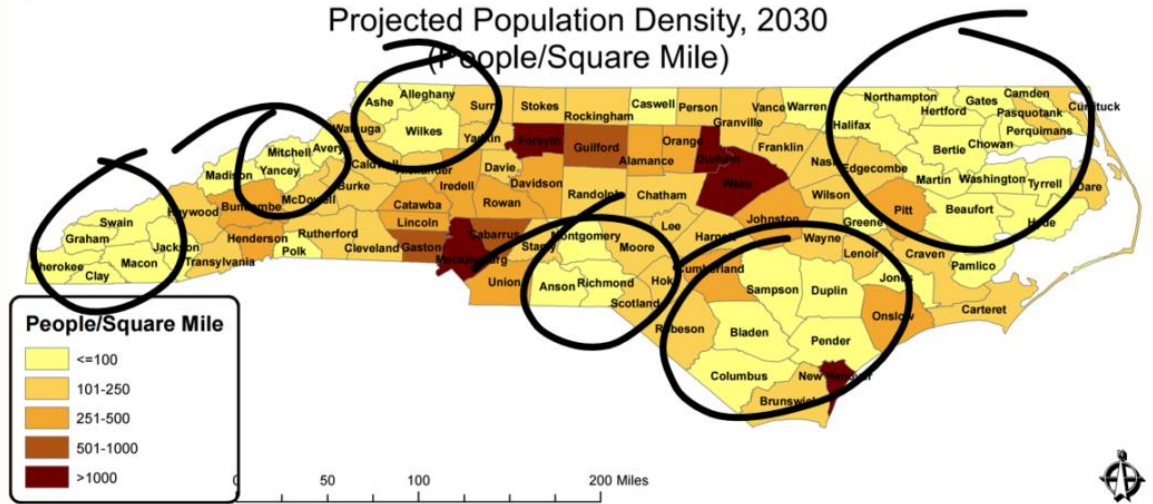 Projected Population Density, 2030
(People/Square Mile)
Ashe
Alleghany
Surry
Stokes
Rockingham
Caswell
Person
Vance
Warren
Granville
Northampton
Gates
Camden
Currituck
Hertford
Pasquotank
Perquimans
Halifax
Watauga
Wilkes
Yadkin
Forsyth
Guilford
Orange
Durham
Franklin
Bertie
Chowan
Mitchell
Avery
Caldwell
Alexander
Davie
Alamance
Nash
Edgecombe
Martin
Washington
Tyrrell
Dare
Madison
Yancey
Burke
Iredell
Davidson
Randolph
Chatham
Wake
Wilson
Pitt
Beaufort
Hyde
Swain
Haywood
Buncombe
McDowell
Catawba
Rowan
Lee
Johnston
Greene
Graham
Jackson
Henderson
Rutherford
Lincoln
Cabarrus
Stanly
Montgomery
Moore
Harnett
Wayne
Lenoir
Craven
Pamlico
Cherokee
Macon
Clay
Transylvania
Polk
Cleveland
Gaston
Mecklenburg
Union
Anson
Richmond
Hoke
Scotland
Cumberland
Sampson
Duplin
Jones
Onslow
Carteret
Robeson
Bladen
Pender
Columbus
New Hanover
Brunswick
People/Square Mile
<=100
101-250
251-500
501-1000
>1000
0 50 100 200 Miles